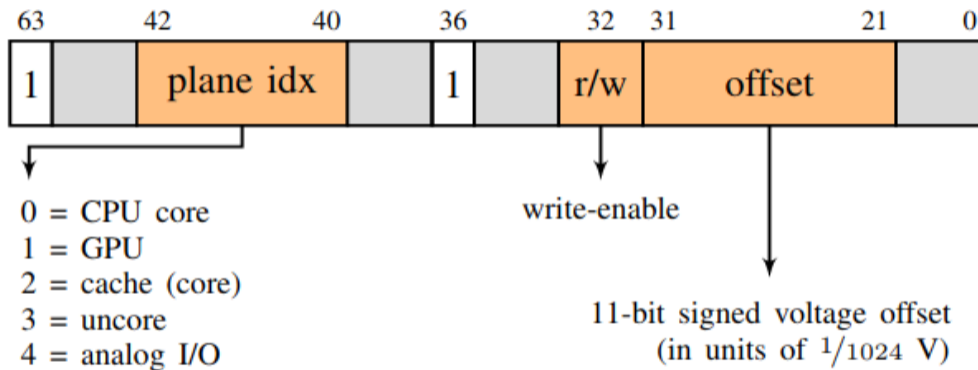 63 42 40 36 32 31 21 0
1 plane idx 1 r/w offset
0 = CPU core
1 = GPU
2 = cache (core)
3 = uncore
4 = analog I/O
write-enable
11-bit signed voltage offset
(in units of 1/1024 V)